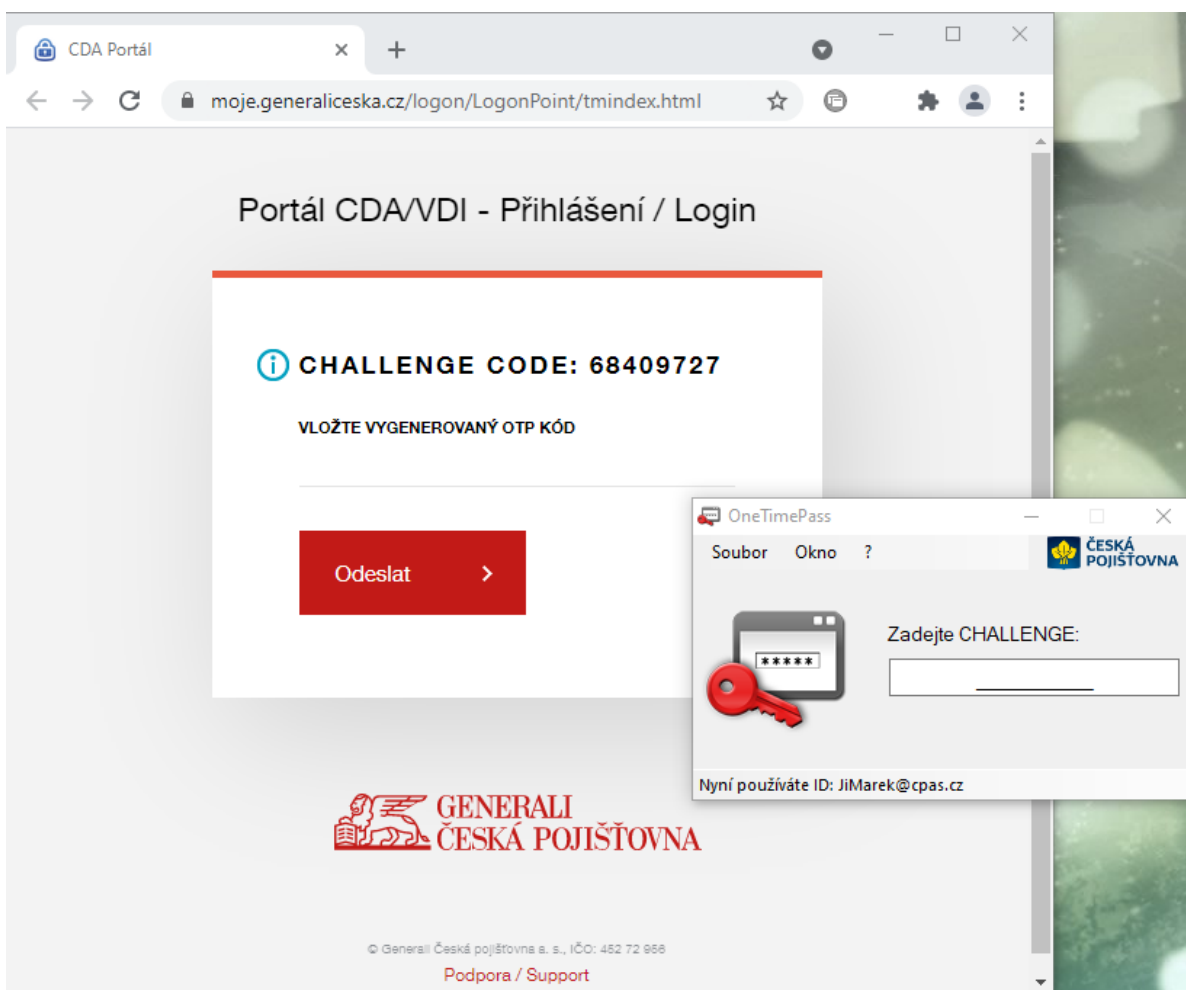 CDA Portál
moje.generaliceska.cz/logon/LogonPoint/tmindex.html
Portál CDA/VDI - Přihlášení / Login
CHALLENGE CODE: 68409727
VLOŽTE VYGENEROVANÝ OTP KÓD
Odeslat
OneTimePass
Soubor Okno ?
ČESKÁ
POJIŠŤOVNA
Zadejte CHALLENGE:
*****
Nyní používáte ID: JiMarek@cpas.cz
GENERALI
ČESKÁ POJIŠŤOVNA
© Generali Česká pojišťovna a. s., IČO: 452 72 956
Podpora / Support